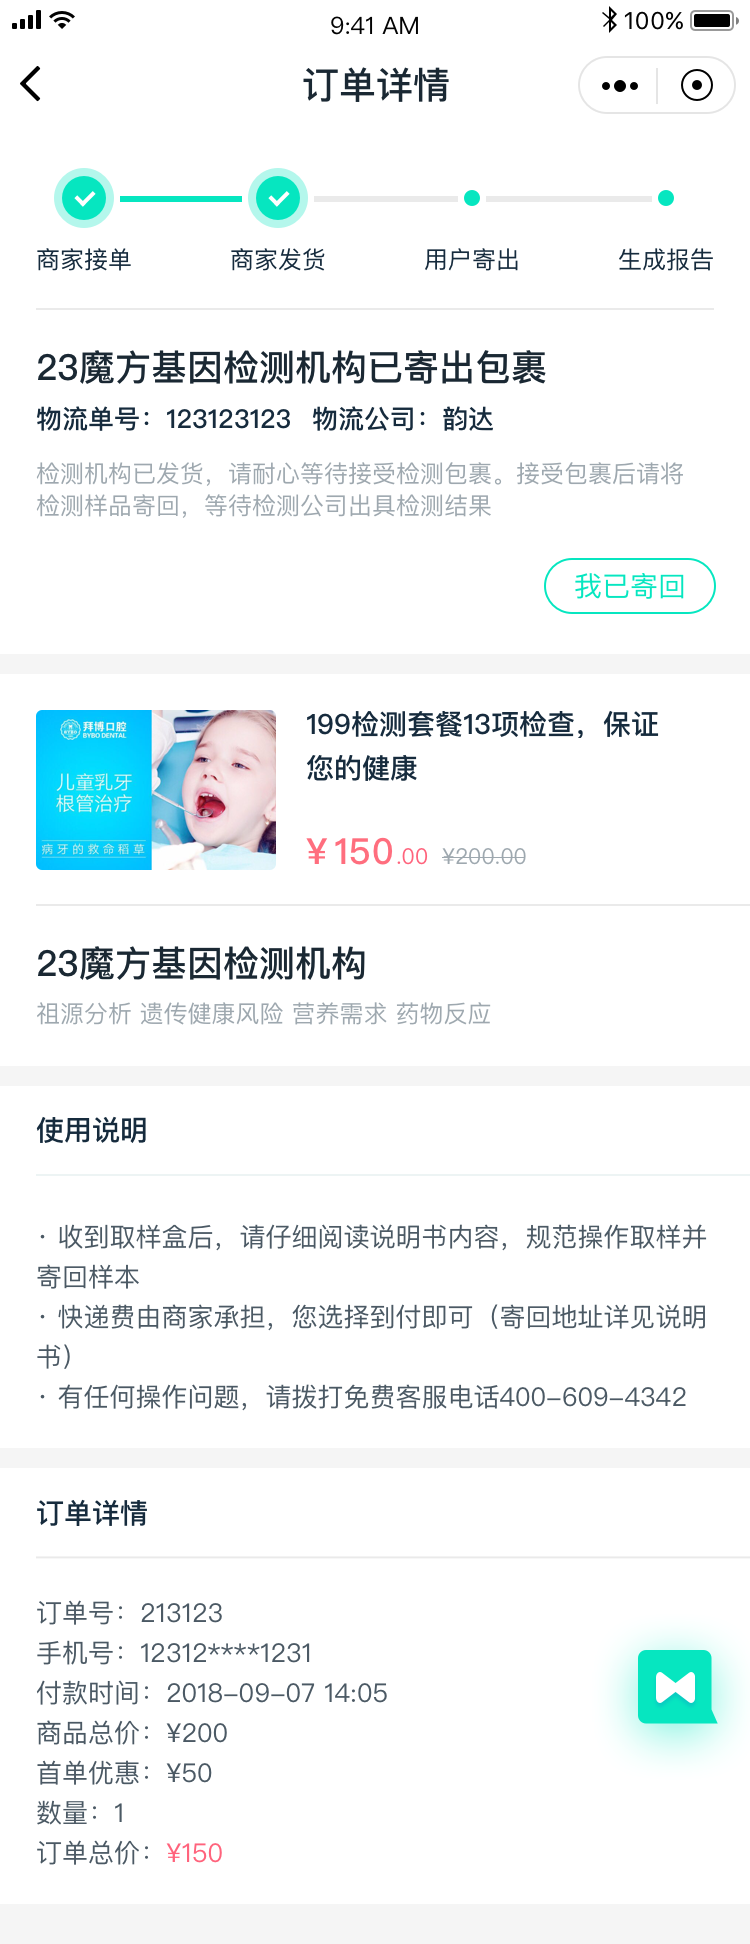 9:41 AM
100%
订单详情
商家接单
商家发货
用户寄出
生成报告
23魔方基因检测机构已寄出包裹
物流单号：123123123 物流公司：韵达
检测机构已发货，请耐心等待接受检测包裹。接受包裹后请将
检测样品寄回，等待检测公司出具检测结果
我已寄回
拜博口腔
BYBO DENTAL
儿童乳牙
根管治疗
病牙的救命稻草
199检测套餐13项检查，保证
您的健康
¥150.00 ¥200.00
23魔方基因检测机构
祖源分析 遗传健康风险 营养需求 药物反应
使用说明
· 收到取样盒后，请仔细阅读说明书内容，规范操作取样并
寄回样本
· 快递费由商家承担，您选择到付即可（寄回地址详见说明
书）
· 有任何操作问题，请拨打免费客服电话400-609-4342
订单详情
订单号：213123
手机号：12312****1231
付款时间：2018-09-07 14:05
商品总价：¥200
首单优惠：¥50
数量：1
订单总价：¥150